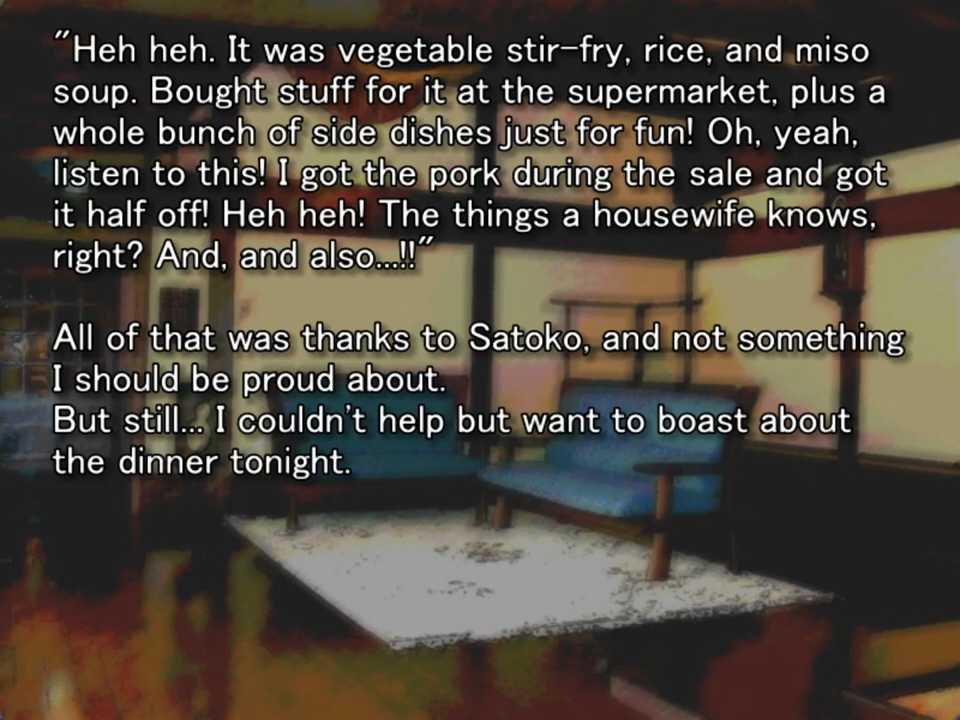 "Heh heh. It was vegetable stir-fry, rice, and miso
soup. Bought stuff for it at the supermarket, plus a
whole bunch of side dishes just for fun! Oh, yeah,
listen to this! I got the pork during the sale and got
it half off! Heh heh! The things a housewife knows,
right? And, and also...!!"
All of that was thanks to Satoko, and not something
I should be proud about.
But still... I couldn't help but want to boast about
the dinner tonight.